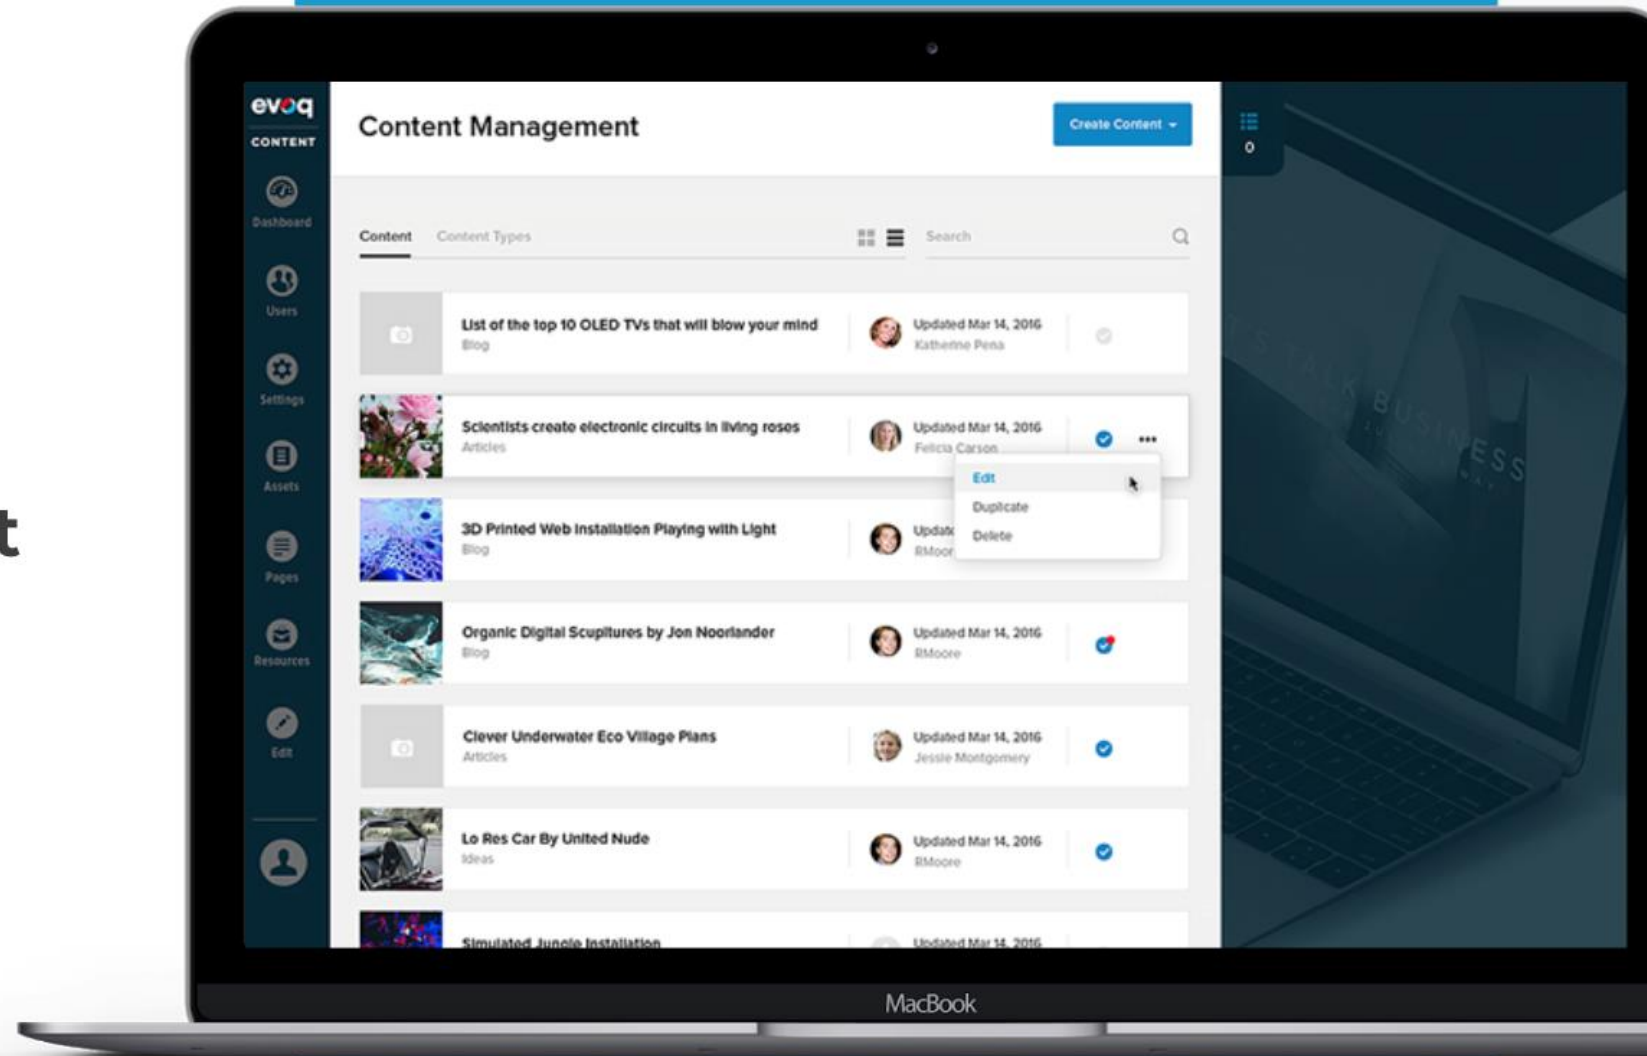 evoq
CONTENT
Dashboard
Users
Settings
Assets
Pages
Resources
Edit
Content Management
Create Content
0
Content
Content Types
Search
List of the top 10 OLED TVs that will blow your mind
Blog
Updated Mar 14, 2016
Katherine Pena
Scientists create electronic circuits in living roses
Articles
Updated Mar 14, 2016
Felicia Carson
Edit
Duplicate
Delete
3D Printed Web Installation Playing with Light
Blog
Update
RMoor
Organic Digital Scupltures by Jon Noorlander
Blog
Updated Mar 14, 2016
RMoore
Clever Underwater Eco Village Plans
Articles
Updated Mar 14, 2016
Jessie Montgomery
Lo Res Car By United Nude
Ideas
Updated Mar 14, 2016
RMoore
Simulated Jungle Installation
Updated Mar 14, 2016
TALK BUSINESS
WAY
MacBook
t